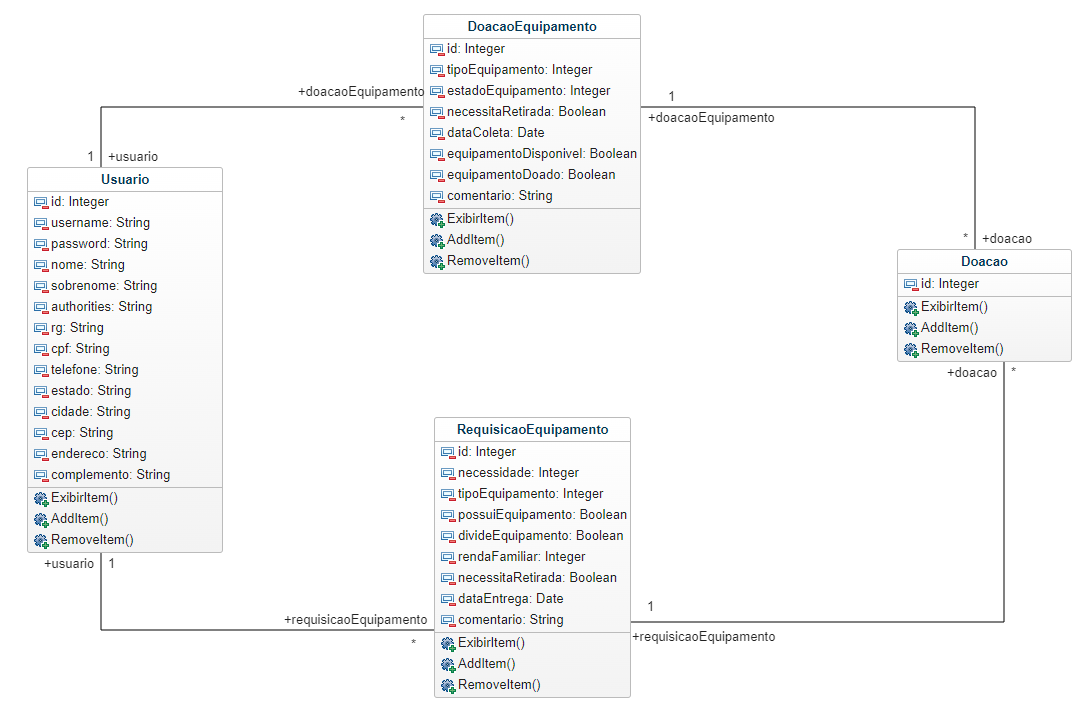 DoacaoEquipamento
id: Integer
tipoEquipamento: Integer
estadoEquipamento: Integer
necessitaRetirada: Boolean
dataColeta: Date
equipamentoDisponivel: Boolean
equipamentoDoado: Boolean
comentario: String
ExibirItem()
AddItem()
RemoveItem()
+doacaoEquipamento
*
1
+doacaoEquipamento
1
+usuario
Usuario
id: Integer
username: String
password: String
nome: String
sobrenome: String
authorities: String
rg: String
cpf: String
telefone: String
estado: String
cidade: String
cep: String
endereco: String
complemento: String
ExibirItem()
AddItem()
RemoveItem()
+usuario
1
*
+doacao
Doacao
id: Integer
ExibirItem()
AddItem()
RemoveItem()
+doacao
*
RequisicaoEquipamento
id: Integer
necessidade: Integer
tipoEquipamento: Integer
possuiEquipamento: Boolean
divideEquipamento: Boolean
rendaFamiliar: Integer
necessitaRetirada: Boolean
dataEntrega: Date
comentario: String
ExibirItem()
AddItem()
RemoveItem()
+requisicaoEquipamento
*
1
+requisicaoEquipamento